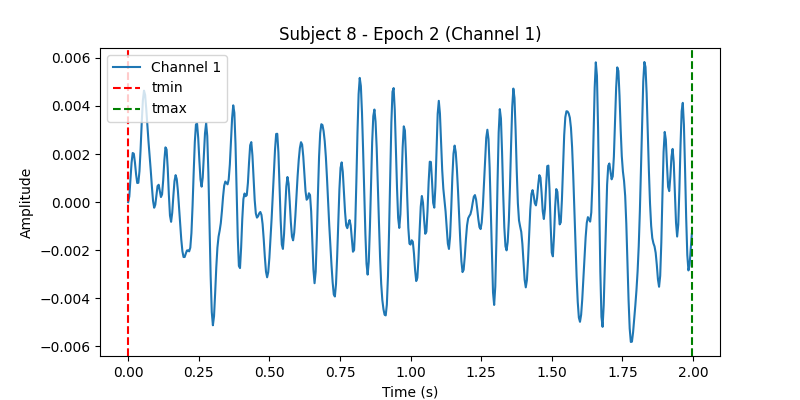 Subject 8 - Epoch 2 (Channel 1)
0.006
0.004
0.002
0.000
−0.002
−0.004
−0.006
Amplitude
Channel 1
tmin
tmax
0.00 0.25 0.50 0.75 1.00 1.25 1.50 1.75 2.00
Time (s)